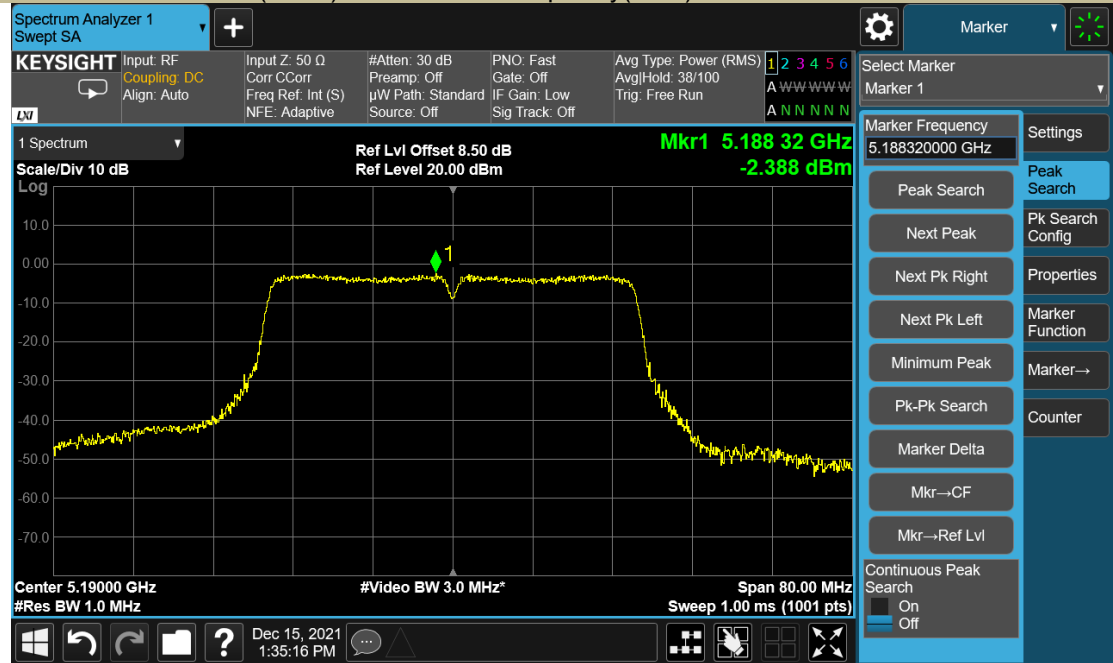 Spectrum Analyzer 1
Swept SA
+
Marker
KEYSIGHT
LXI
Input: RF
Coupling: DC
Align: Auto
Input Z: 50 Ω
Corr CCorr
Freq Ref: Int (S)
NFE: Adaptive
#Atten: 30 dB
Preamp: Off
µW Path: Standard
Source: Off
PNO: Fast
Gate: Off
IF Gain: Low
Sig Track: Off
Avg Type: Power (RMS)
Avg|Hold: 38/100
Trig: Free Run
1 2 3 4 5 6
A W W W W W
A N N N N N
Select Marker
Marker 1
1 Spectrum
Scale/Div 10 dB
Log
Ref Lvl Offset 8.50 dB
Ref Level 20.00 dBm
Mkr1 5.188 32 GHz
-2.388 dBm
10.0
0.00
-10.0
-20.0
-30.0
-40.0
-50.0
-60.0
-70.0
1
Center 5.19000 GHz
#Res BW 1.0 MHz
#Video BW 3.0 MHz*
Span 80.00 MHz
Sweep 1.00 ms (1001 pts)
Marker Frequency
5.188320000 GHz
Peak Search
Next Peak
Next Pk Right
Next Pk Left
Minimum Peak
Pk-Pk Search
Marker Delta
Mkr→CF
Mkr→Ref Lvl
Continuous Peak
Search
On
Off
Settings
Peak
Search
Pk Search
Config
Properties
Marker
Function
Marker→
Counter
?
Dec 15, 2021
1:35:16 PM